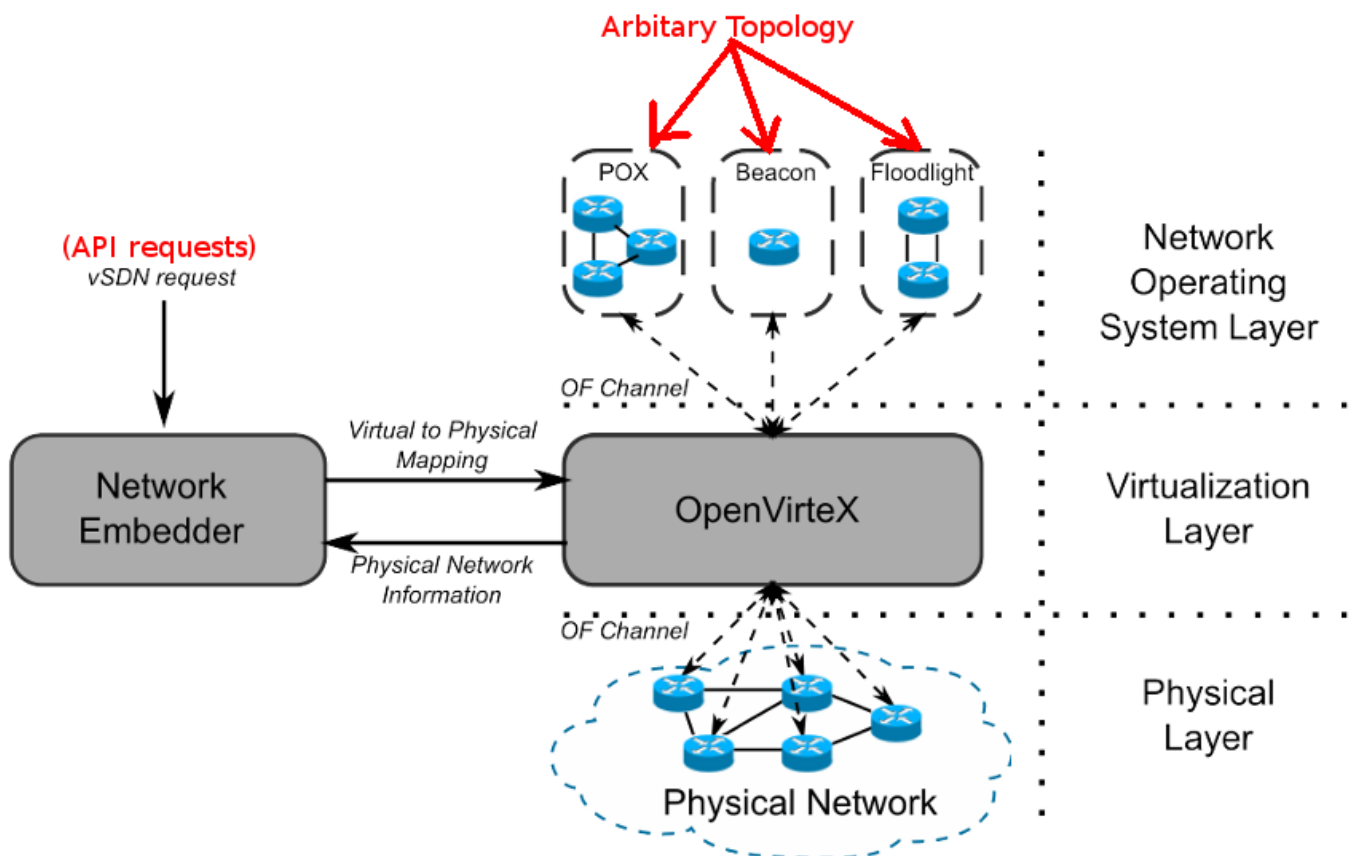 Arbitary Topology
POX
Beacon
Floodlight
(API requests)
vSDN request
Network
Operating
System Layer
OF Channel
Virtual to Physical
Mapping
Network
Embedder
OpenVirteX
Virtualization
Layer
Physical Network
Information
OF Channel
Physical
Layer
Physical Network